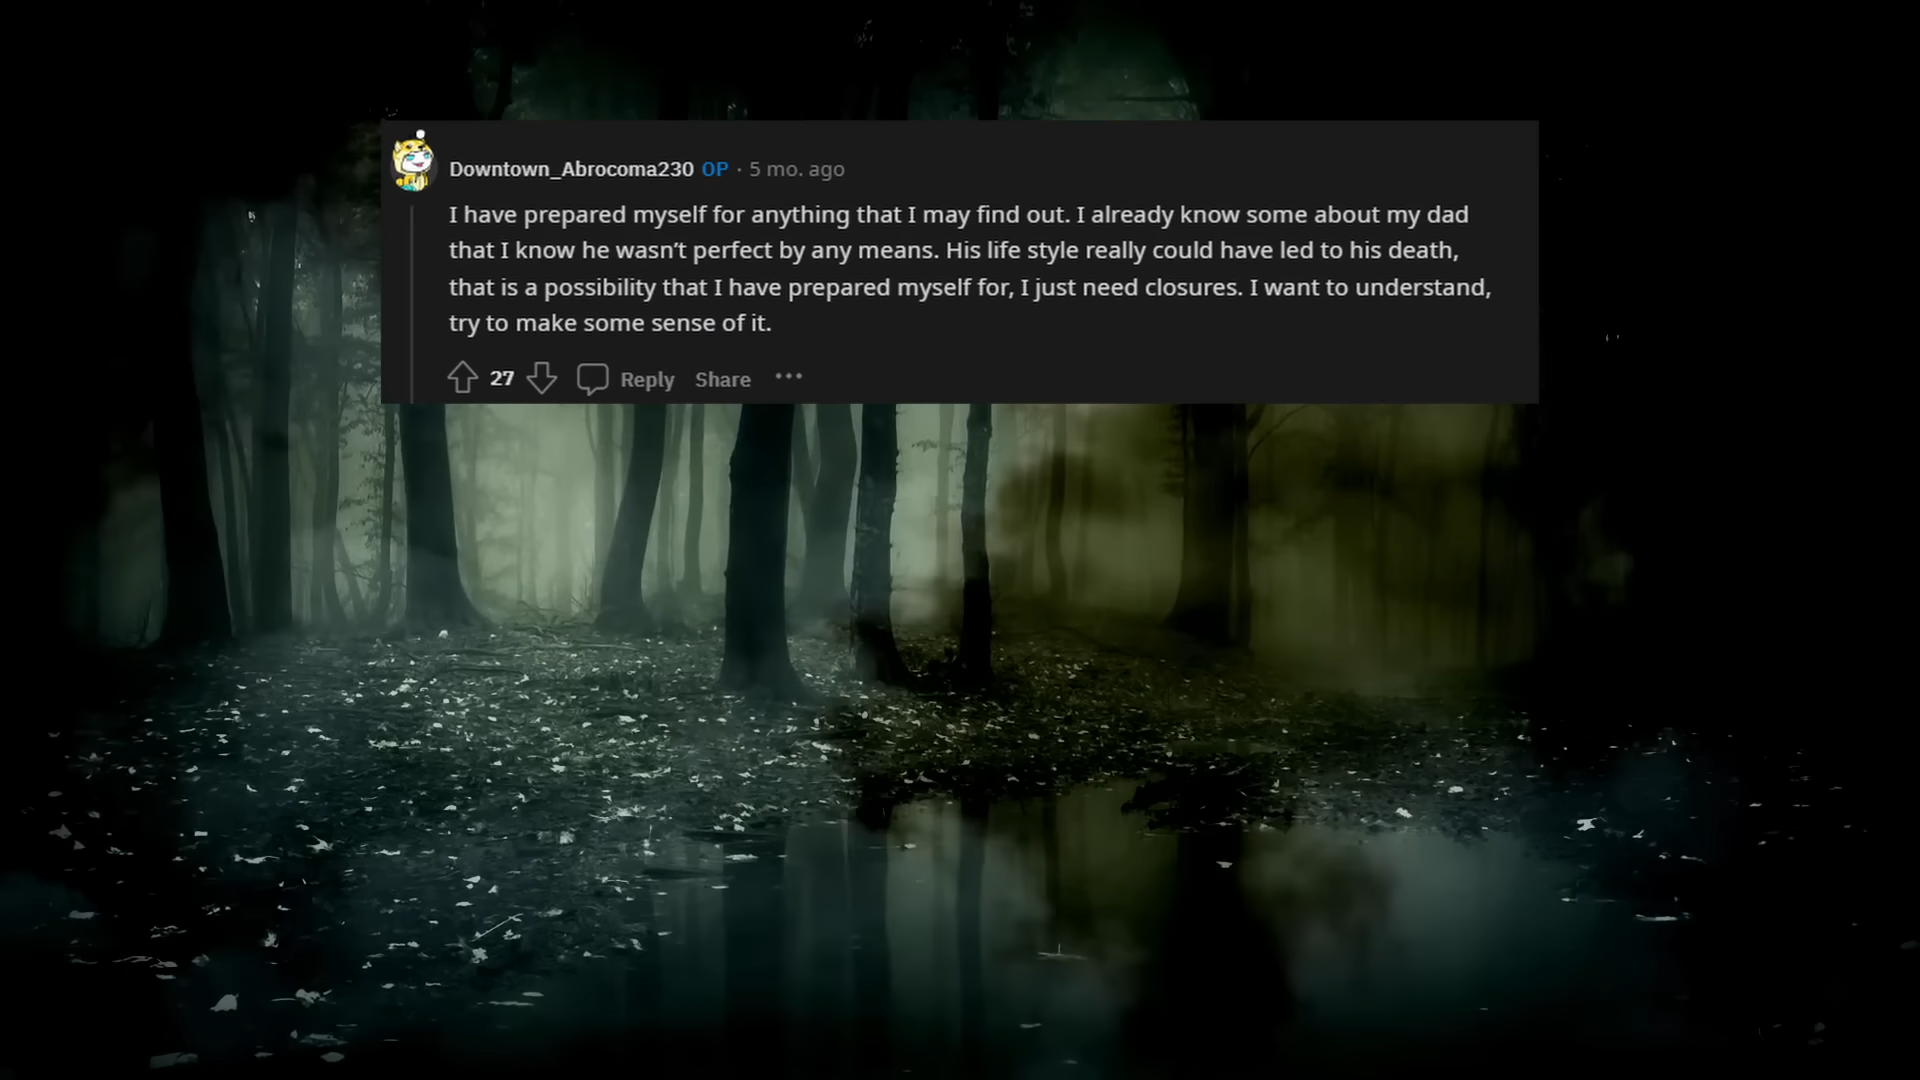 Downtown_Abrocoma230 OP · 5 mo. ago
I have prepared myself for anything that I may find out. I already know some about my dad
that I know he wasn’t perfect by any means. His life style really could have led to his death,
that is a possibility that I have prepared myself for, I just need closures. I want to understand,
try to make some sense of it.
27 Reply Share ···